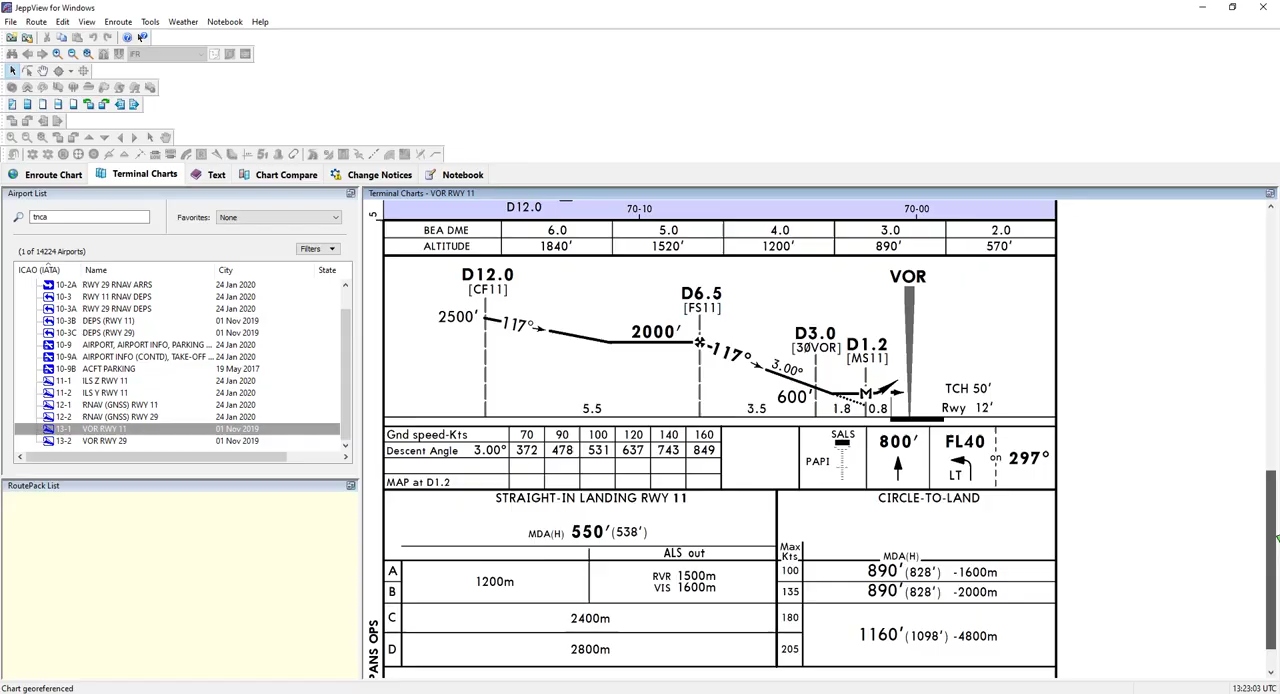 JeppView for Windows
File Route Edit View Enroute Tools Weather Notebook Help
IFR
Enroute Chart Terminal Charts Text Chart Compare Change Notices Notebook
Airport List
tnca Favorites: None
(1 of 14224 Airports) Filters
ICAO (IATA) Name City State
10-2A RWY 29 RNAV ARRS 24 Jan 2020
10-3 RWY 11 RNAV DEPS 24 Jan 2020
10-3A RWY 29 RNAV DEPS 24 Jan 2020
10-3B DEPS (RWY 11) 01 Nov 2019
10-3C DEPS (RWY 29) 01 Nov 2019
10-9 AIRPORT, AIRPORT INFO, PARKING ... 24 Jan 2020
10-9A AIRPORT INFO (CONTD), TAKE-OFF ... 24 Jan 2020
10-9B ACFT PARKING 19 May 2017
11-1 ILS Z RWY 11 24 Jan 2020
11-2 ILS Y RWY 11 24 Jan 2020
12-1 RNAV (GNSS) RWY 11 24 Jan 2020
12-2 RNAV (GNSS) RWY 29 24 Jan 2020
13-1 VOR RWY 11 01 Nov 2019
13-2 VOR RWY 29 01 Nov 2019
RoutePack List
Terminal Charts - VOR RWY 11
5 D12.0 70-10 70-00
BEA DME 6.0 5.0 4.0 3.0 2.0
ALTITUDE 1840' 1520' 1200' 890' 570'
D12.0 VOR
[CF11]
D6.5
[FS11]
2500' 117° 2000'
D3.0
[30VOR]
D1.2
[MS11]
117° 3.00°
600' M
TCH 50'
5.5 3.5 1.8 0.8 Rwy 12'
Gnd speed-Kts 70 90 100 120 140 160
Descent Angle 3.00° 372 478 531 637 743 849
MAP at D1.2
SALS
PAPI
800' FL40 on 297°
LT
STRAIGHT-IN LANDING RWY 11 CIRCLE-TO-LAND
MDA(H) 550'(538')
ALS out
Max Kts MDA(H)
A 1200m RVR 1500m 100 890'(828') -1600m
B VIS 1600m 135 890'(828') -2000m
C 2400m 180 1160'(1098') -4800m
D 2800m 205
PANS OPS
Chart georeferenced 13:23:03 UTC